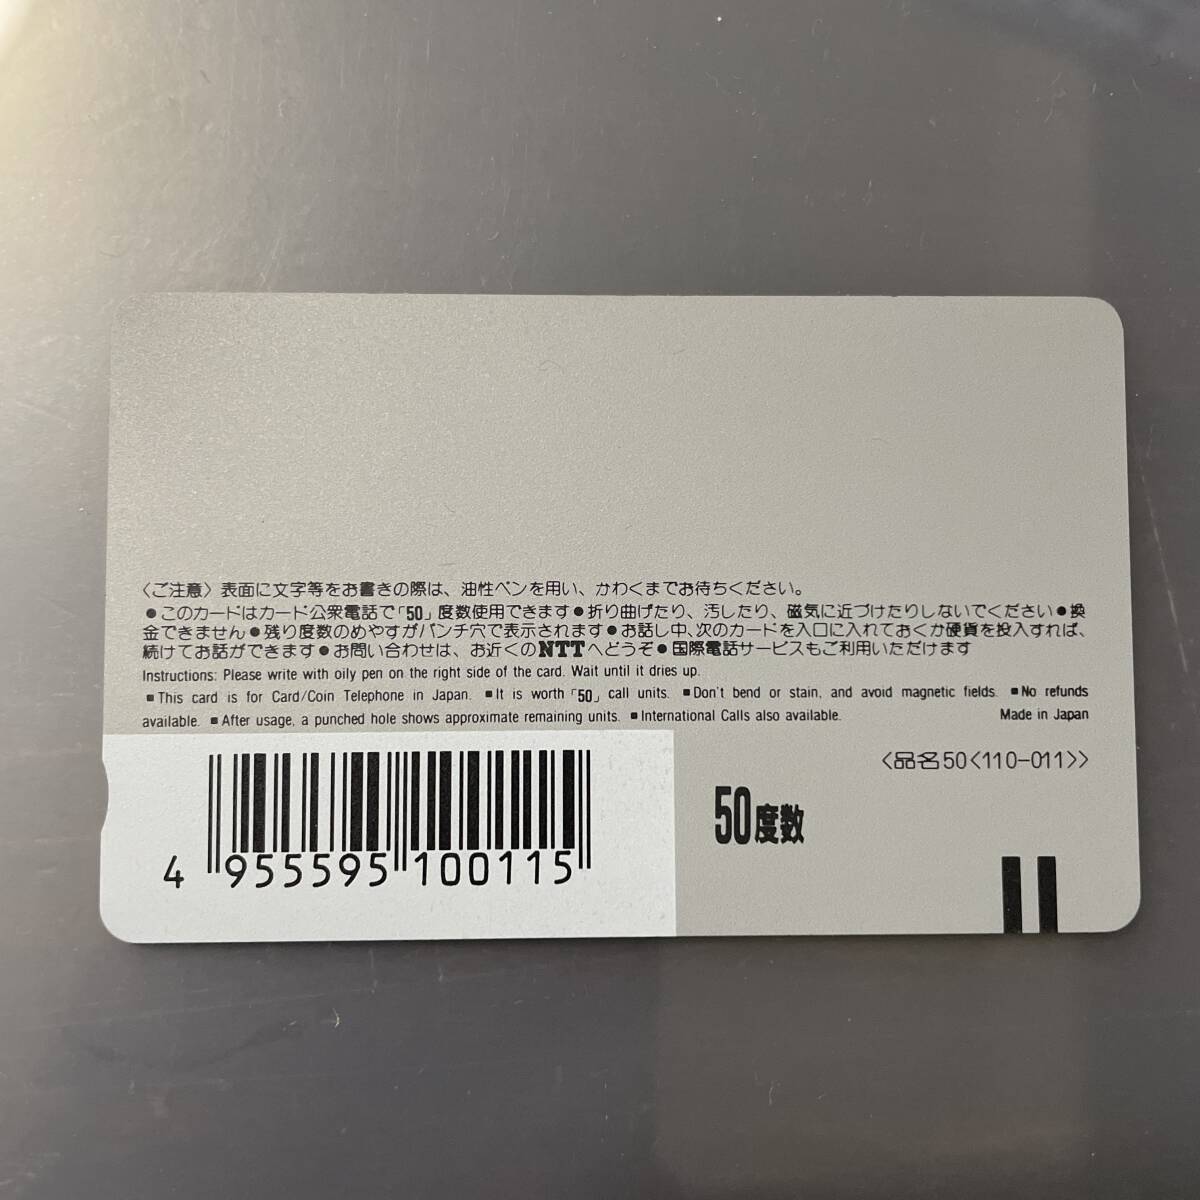 〈ご注意〉表面に文字等をお書きの際は、油性ペンを用い、かわくまでお待ちください。
●このカードはカード公衆電話で「50」度数使用できます●折り曲げたり、汚したり、磁気に近づけたりしないでください●換
金できません●残り度数のめやすがパンチ穴で表示されます●お話し中、次のカードを入口に入れておくか硬貨を投入すれば、
続けてお話ができます●お問い合わせは、お近くのNTTへどうぞ●国際電話サービスもご利用いただけます
Instructions: Please write with oily pen on the right side of the card. Wait until it dries up.
■This card is for Card/Coin Telephone in Japan. ■It is worth「50」call units. ■Don't bend or stain, and avoid magnetic fields. ■No refunds
available. ■After usage, a punched hole shows approximate remaining units. ■International Calls also available. Made in Japan
〈品名50〈110-011〉〉
50度数
4 955595 100115